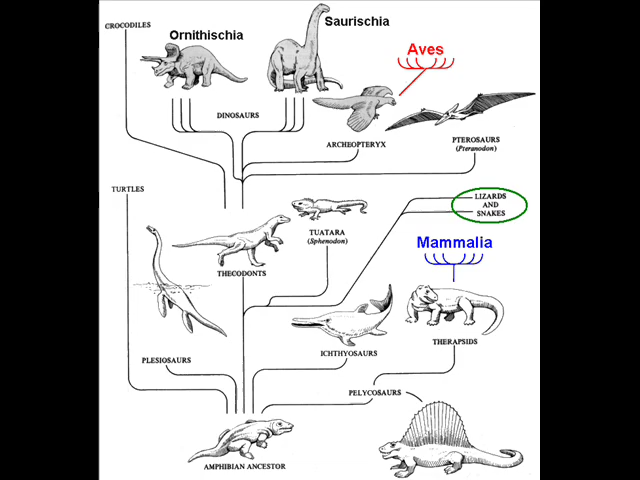 CROCODILES
Ornithischia
Saurischia
Aves
DINOSAURS
ARCHEOPTERYX
PTEROSAURS
(Pteranodon)
TURTLES
TUATARA
(Sphenodon)
LIZARDS
AND
SNAKES
Mammalia
THECODONTS
PLESIOSAURS
ICHTHYOSAURS
THERAPSIDS
PELYCOSAURS
AMPHIBIAN ANCESTOR